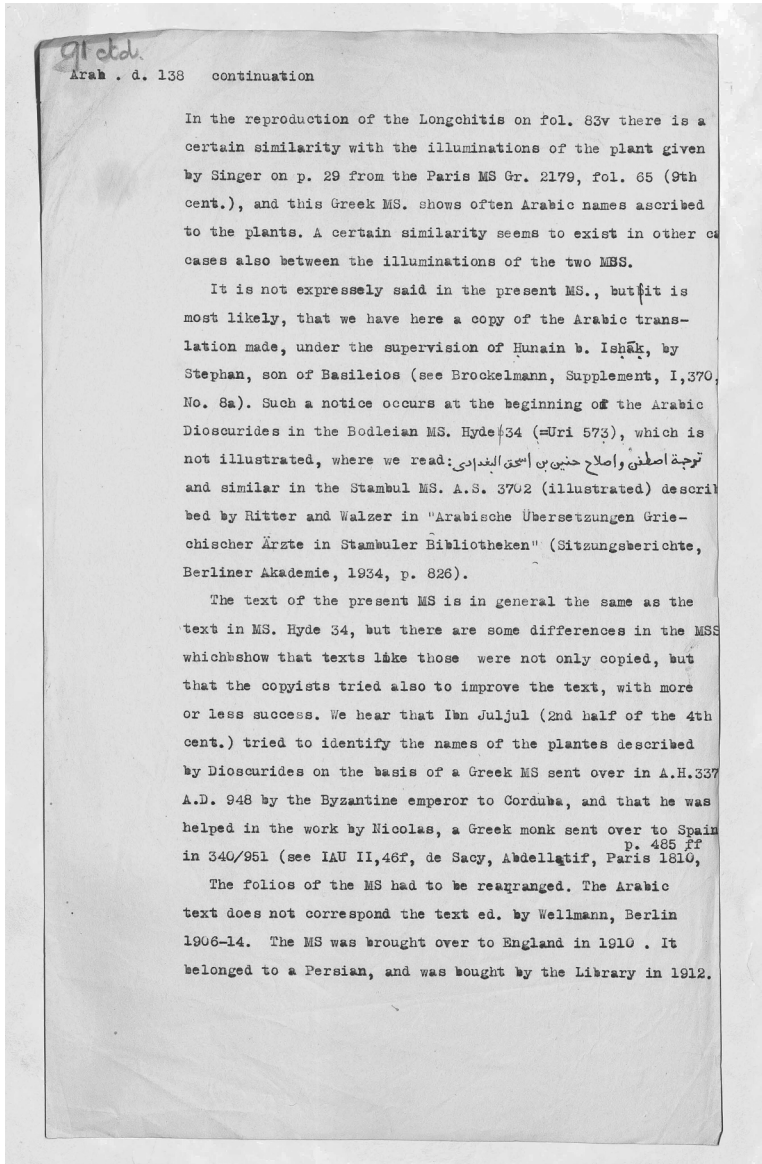 91 ctd.
Arab . d. 138 continuation
In the reproduction of the Longchitis on fol. 83v there is a
certain similarity with the illuminations of the plant given
by Singer on p. 29 from the Paris MS Gr. 2179, fol. 65 (9th
cent.), and this Greek MS. shows often Arabic names ascribed
to the plants. A certain similarity seems to exist in other ca
cases also between the illuminations of the two MSS.
It is not expressely said in the present MS., but it is
most likely, that we have here a copy of the Arabic trans-
lation made, under the supervision of Ḥunain b. Isḥāḳ, by
Stephan, son of Basileios (see Brockelmann, Supplement, I,370,
No. 8a). Such a notice occurs at the beginning of the Arabic
Dioscurides in the Bodleian MS. Hyde 34 (=Uri 573), which is
not illustrated, where we read: ترجمة اصطفن واصلاح حنين بن اسحق البغدادى
and similar in the Stambul MS. A.S. 3702 (illustrated) descri
bed by Ritter and Walzer in "Arabische Übersetzungen Grie-
chischer Ärzte in Stambuler Bibliotheken" (Sitzungsberichte,
Berliner Akademie, 1934, p. 826).
The text of the present MS is in general the same as the
text in MS. Hyde 34, but there are some differences in the MSS
which show that texts like those were not only copied, but
that the copyists tried also to improve the text, with more
or less success. We hear that Ibn Juljul (2nd half of the 4th
cent.) tried to identify the names of the plantes described
by Dioscurides on the basis of a Greek MS sent over in A.H.337
A.D. 948 by the Byzantine emperor to Corduba, and that he was
helped in the work by Nicolas, a Greek monk sent over to Spain
p. 485 ff
in 340/951 (see IAU II,46f, de Sacy, Abdellatif, Paris 1810,
The folios of the MS had to be rearranged. The Arabic
text does not correspond the text ed. by Wellmann, Berlin
1906-14. The MS was brought over to England in 1910 . It
belonged to a Persian, and was bought by the Library in 1912.